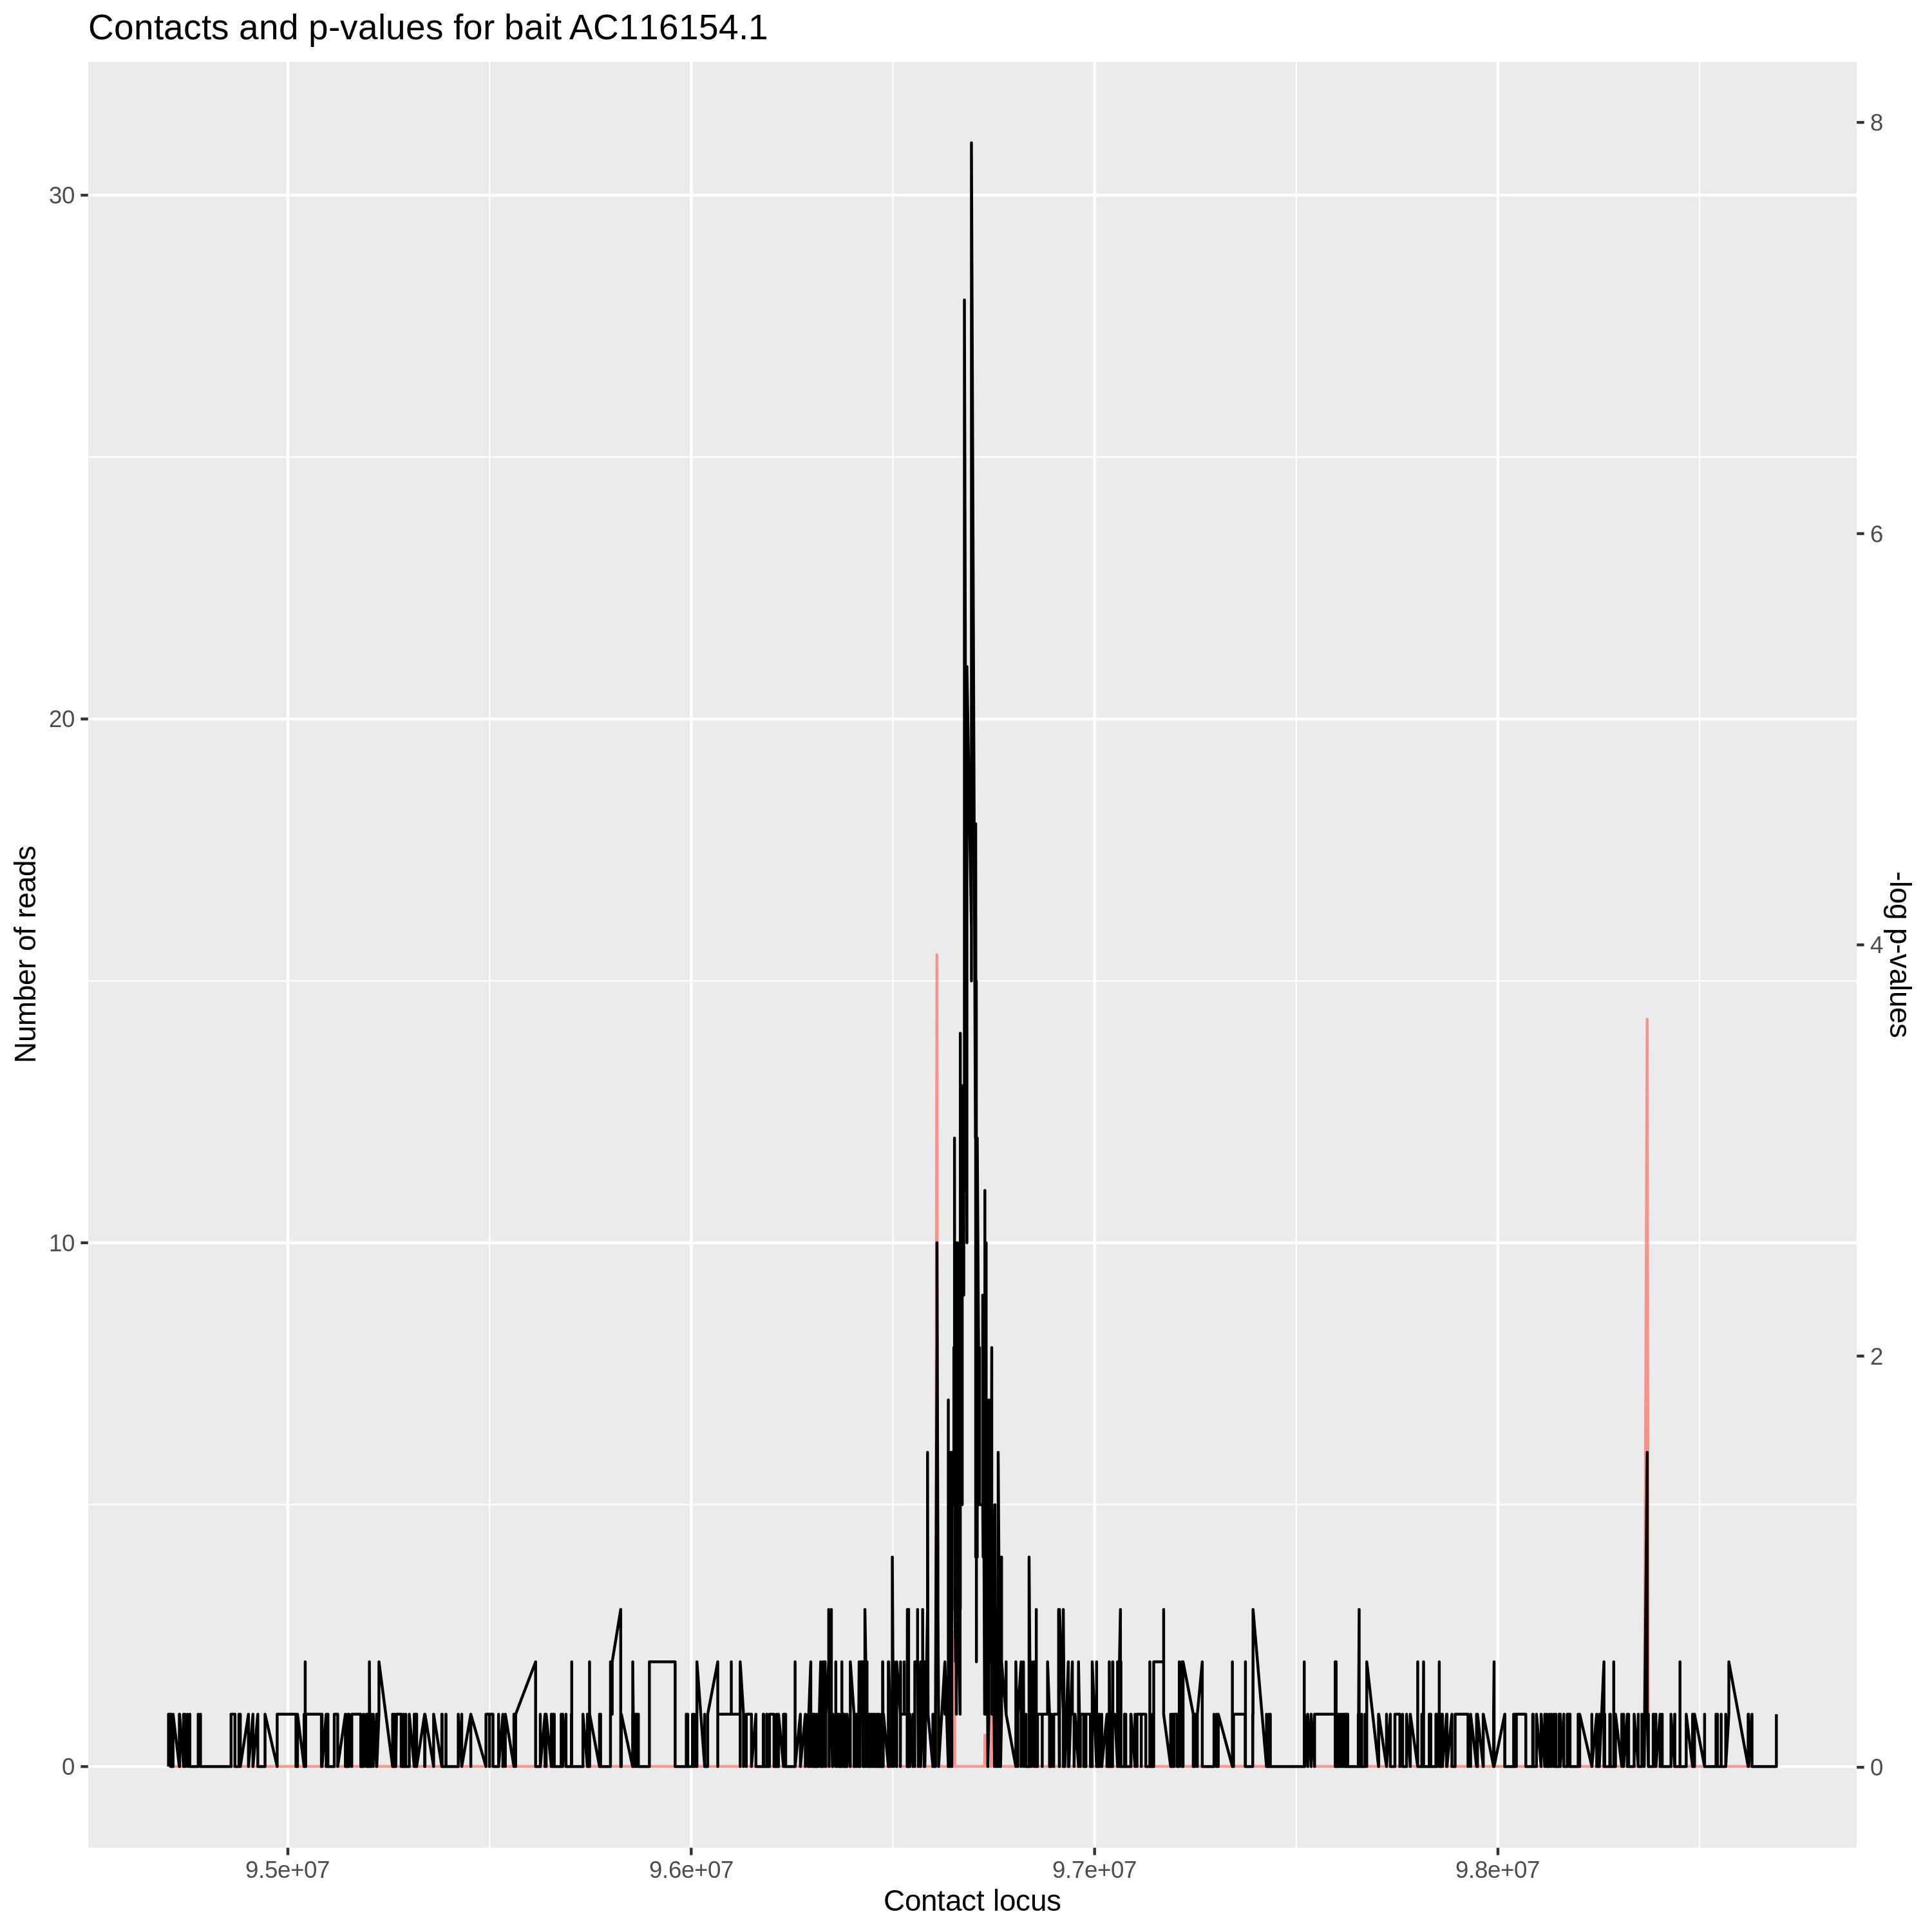 Contacts and p-values for bait AC116154.1
30
20
10
0
8
6
4
2
0
Number of reads
-log p-values
9.5e+07 9.6e+07 9.7e+07 9.8e+07
Contact locus